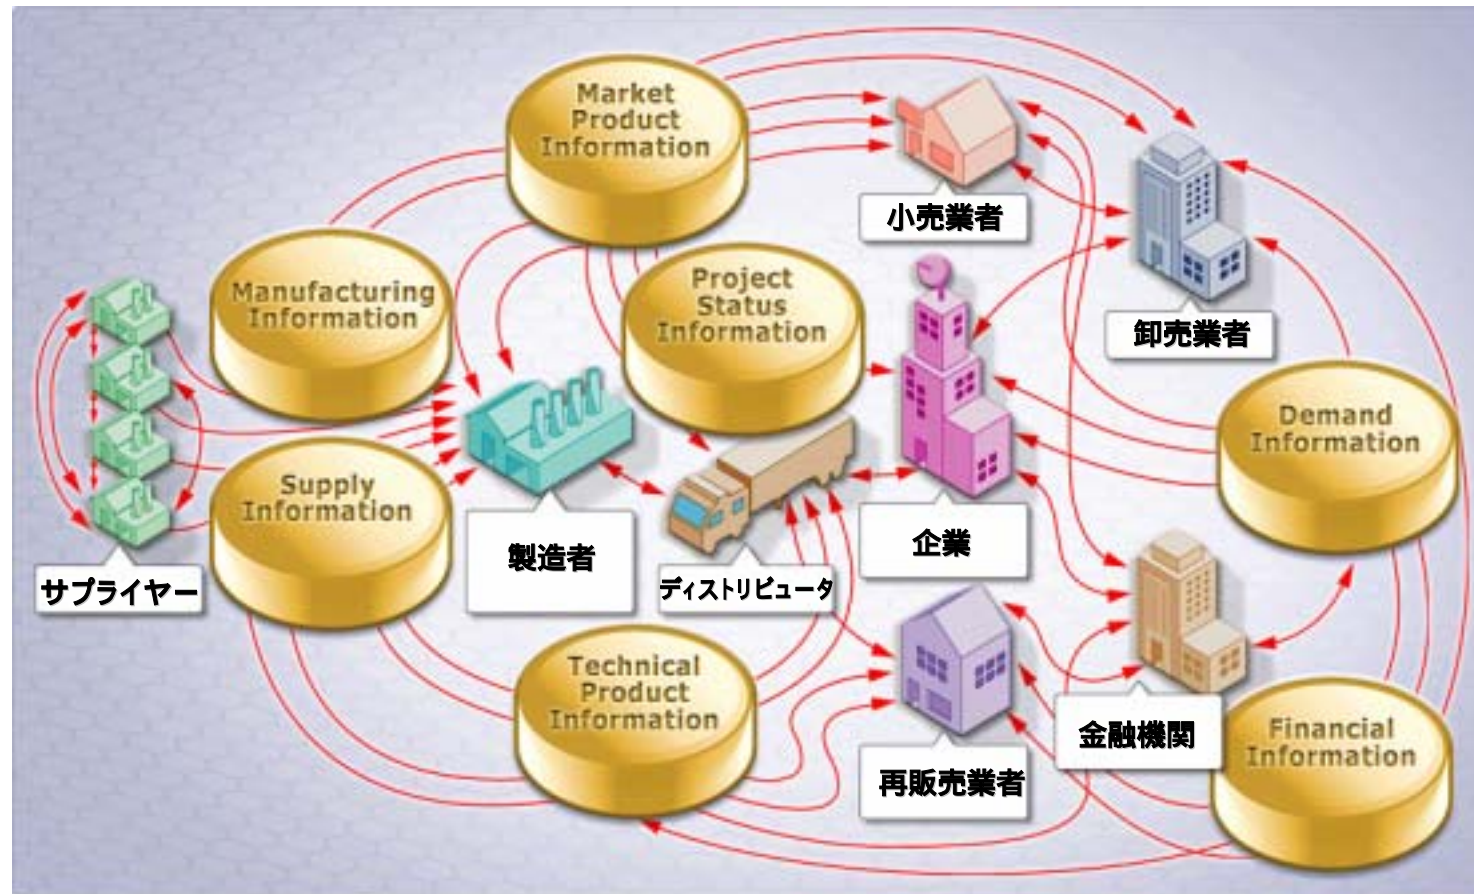 Market
Product
Information
小売業者
Manufacturing
Information
Project
Status
Information
卸売業者
Demand
Information
Supply
Information
製造者
企業
サプライヤー
ディストリビュータ
Technical
Product
Information
金融機関
Financial
Information
再販売業者